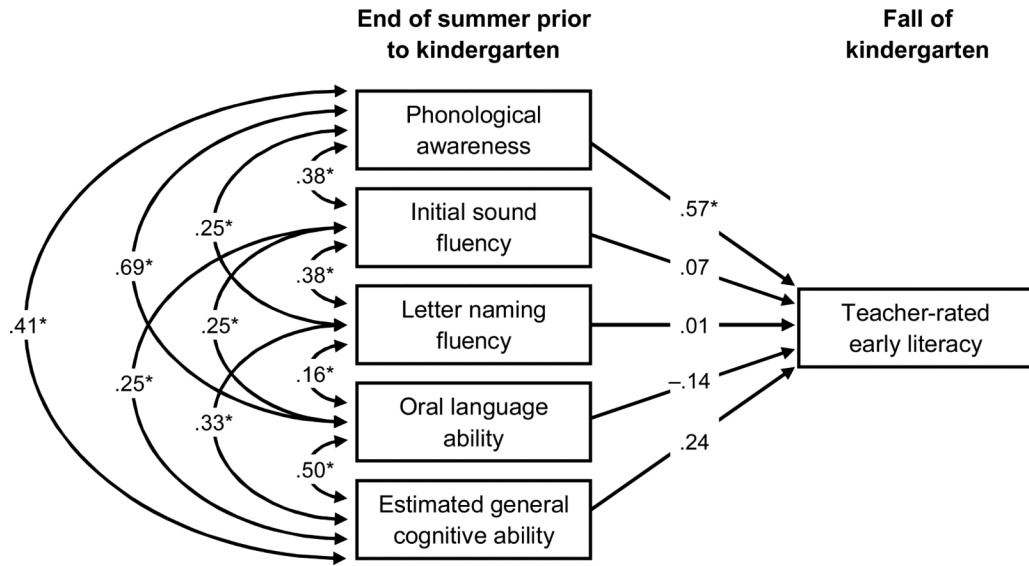 End of summer prior
to kindergarten
Fall of
kindergarten
Phonological
awareness
.38*
.57*
.25*
Initial sound
fluency
.07
.69*
.38*
.41*
.25*
Letter naming
fluency
.01
Teacher-rated
early literacy
.25*
.16*
–.14
.33*
Oral language
ability
.24
.50*
Estimated general
cognitive ability